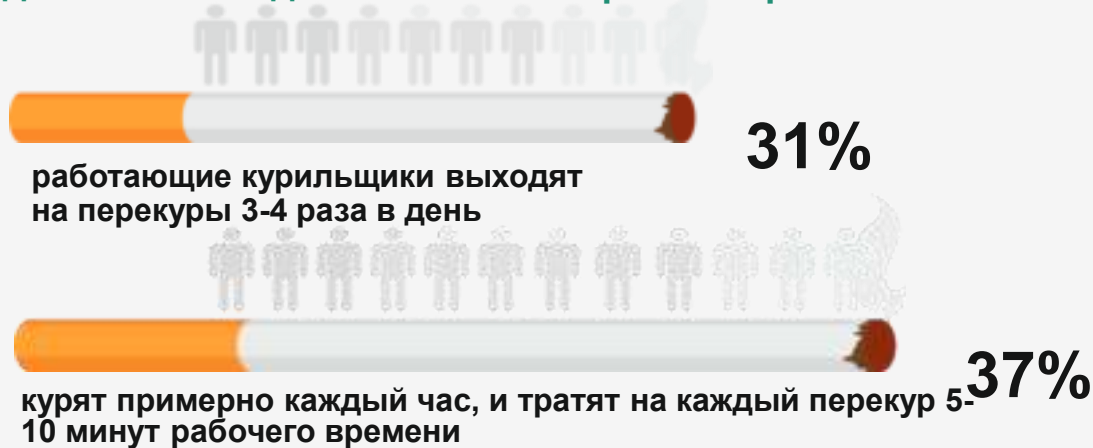 31%
работающие курильщики выходят
на перекуры 3-4 раза в день
37%
курят примерно каждый час, и тратят на каждый перекур 5-
10 минут рабочего времени